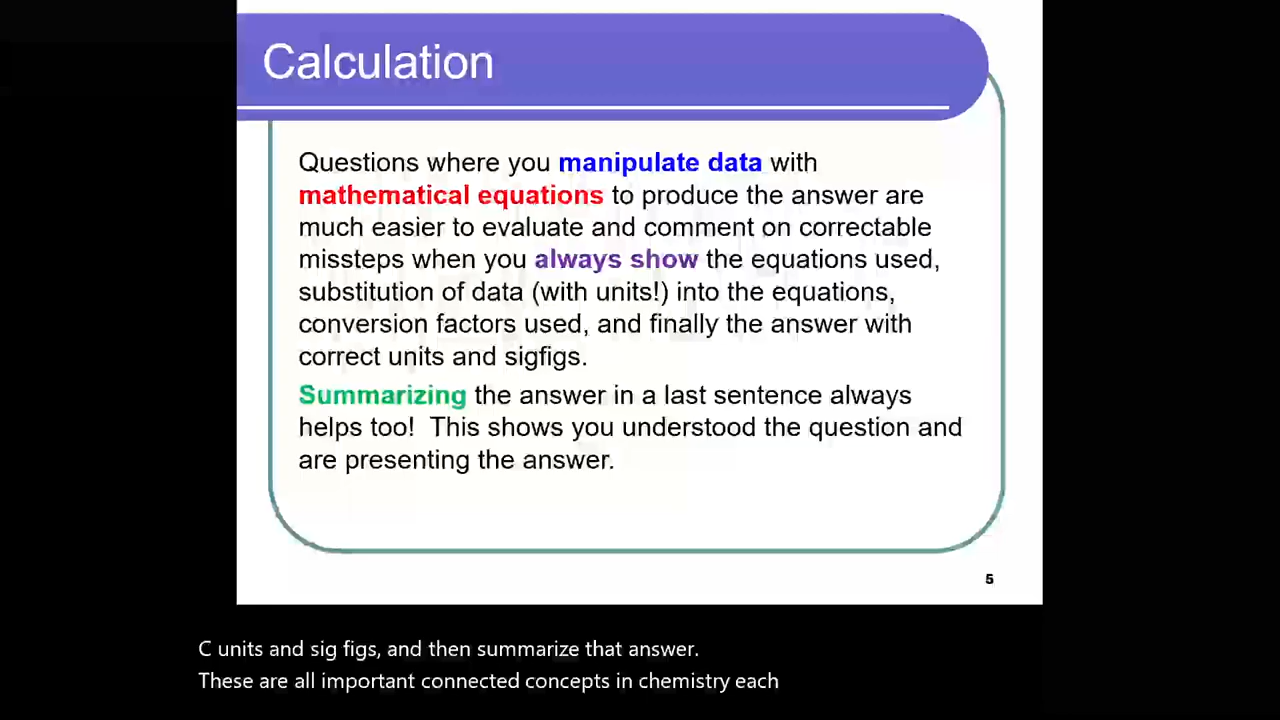 Calculation
Questions where you manipulate data with
mathematical equations to produce the answer are
much easier to evaluate and comment on correctable
missteps when you always show the equations used,
substitution of data (with units!) into the equations,
conversion factors used, and finally the answer with
correct units and sigfigs.
Summarizing the answer in a last sentence always
helps too!  This shows you understood the question and
are presenting the answer.
5
C units and sig figs, and then summarize that answer.
These are all important connected concepts in chemistry each